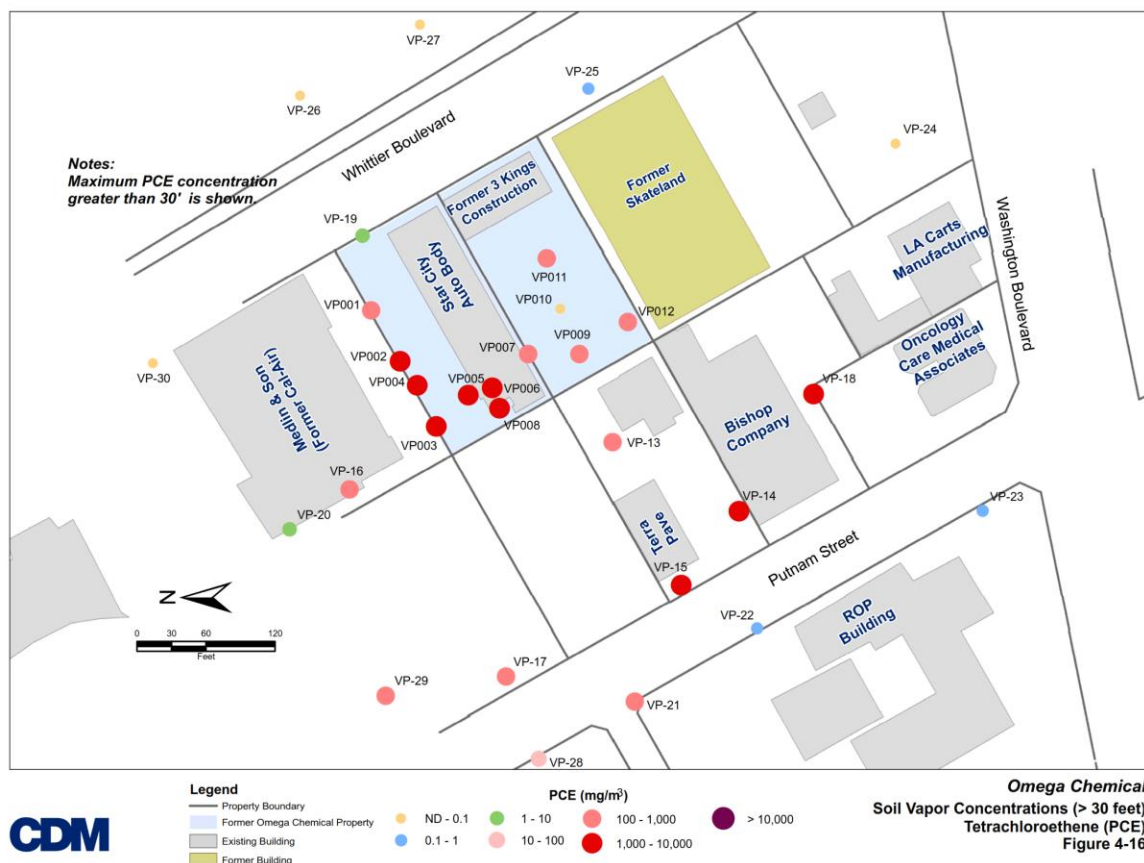 VP-27
VP-25
VP-26
VP-24
Whittier Boulevard
Notes:
Maximum PCE concentration
greater than 30' is shown.
Former 3 Kings
Construction
Former
Skateland
VP-19
LA Carts
Manufacturing
Washington Boulevard
Star City
Auto Body
VP011
VP010
VP001
VP012
VP009
VP007
VP002
VP004
VP005
VP006
VP008
VP003
VP-30
Medlin & Son
(Former Cal-Air)
Oncology
Care Medical
Associates
VP-18
Bishop
Company
VP-13
VP-16
VP-20
VP-14
VP-23
Terra
Pave
VP-15
Putnam Street
VP-22
ROP
Building
N
0 30 60 120
Feet
VP-17
VP-29
VP-21
VP-28
CDM
Legend
Property Boundary
Former Omega Chemical Property
Existing Building
Former Building
PCE (mg/m³)
ND - 0.1
0.1 - 1
1 - 10
10 - 100
100 - 1,000
1,000 - 10,000
> 10,000
Omega Chemical
Soil Vapor Concentrations (> 30 feet)
Tetrachloroethene (PCE)
Figure 4-16